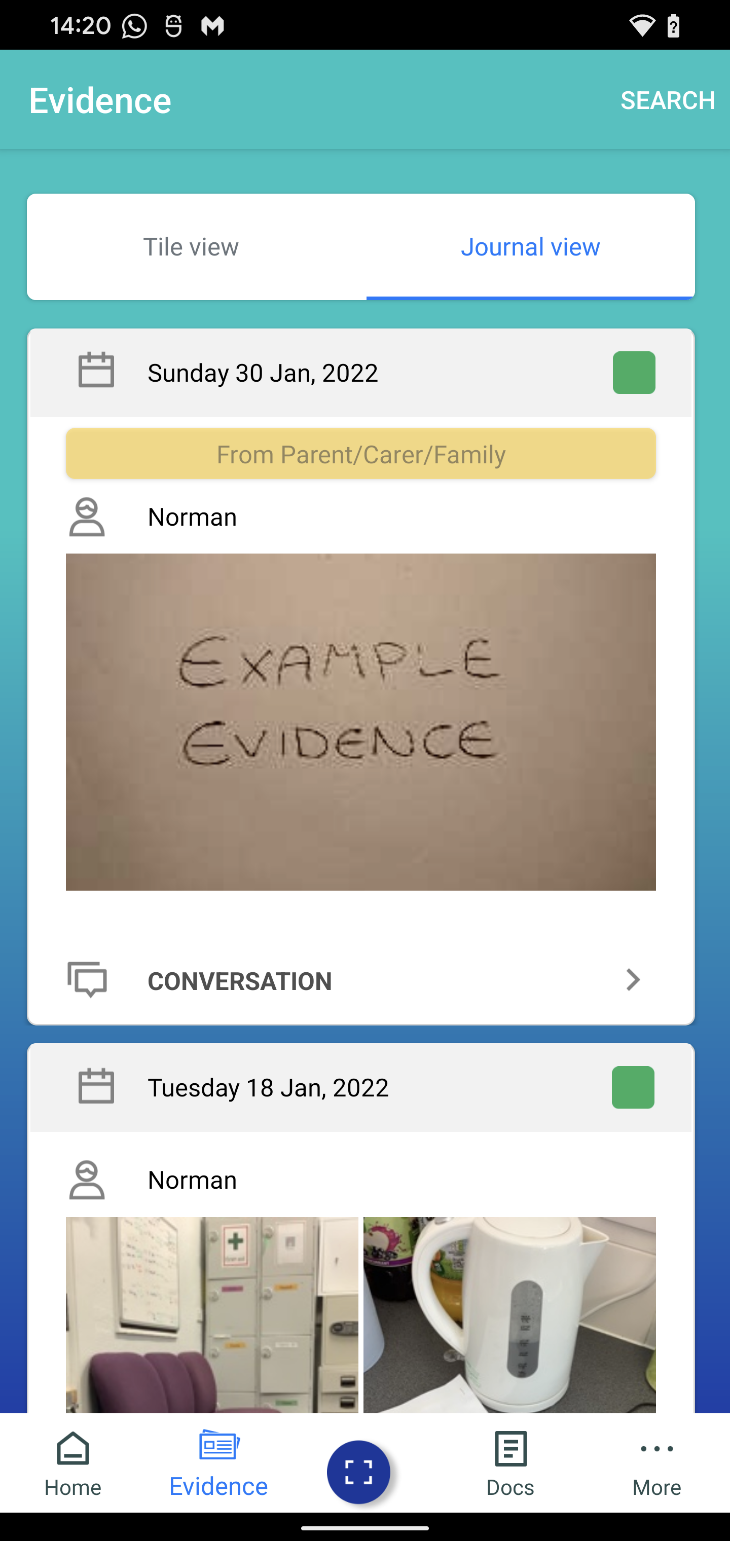 14:20
Evidence
SEARCH
Tile view
Journal view
Sunday 30 Jan, 2022
From Parent/Carer/Family
Norman
EXAMPLE
EVIDENCE
CONVERSATION
Tuesday 18 Jan, 2022
Norman
Home
Evidence
Docs
More